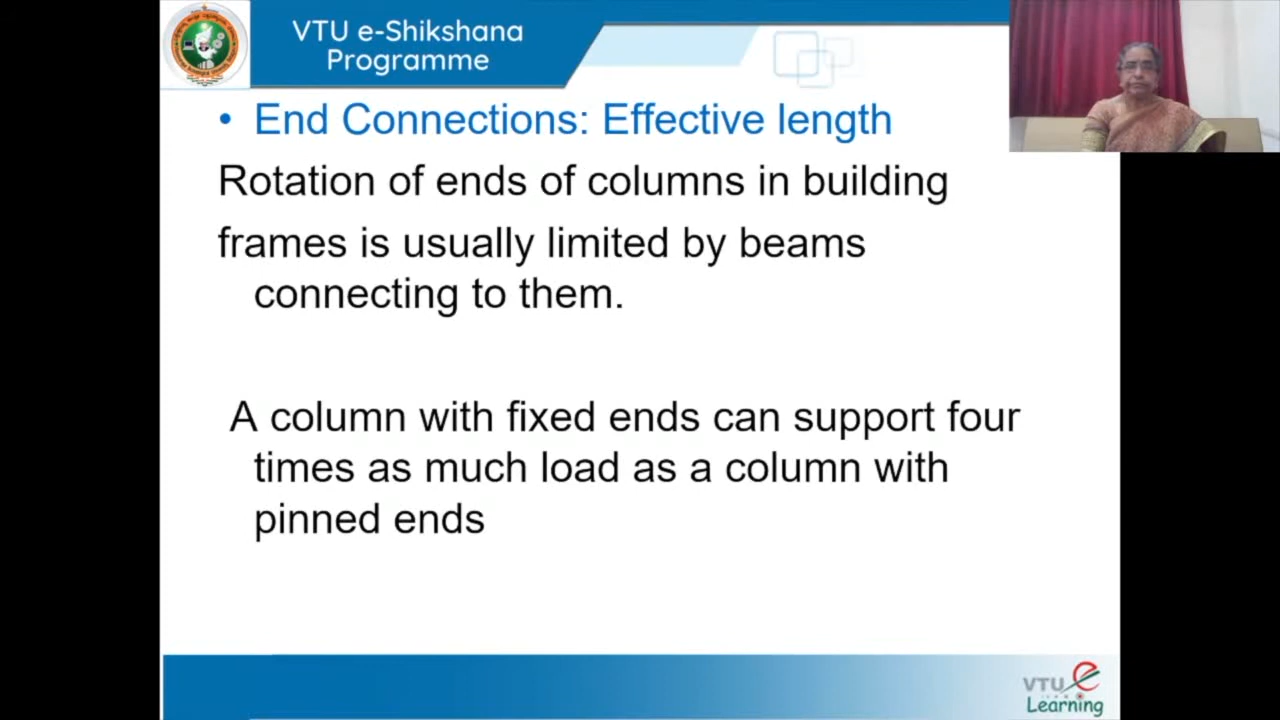 VTU e-Shikshana
Programme
• End Connections: Effective length
Rotation of ends of columns in building
frames is usually limited by beams
connecting to them.
A column with fixed ends can support four
times as much load as a column with
pinned ends
VTU e
Learning